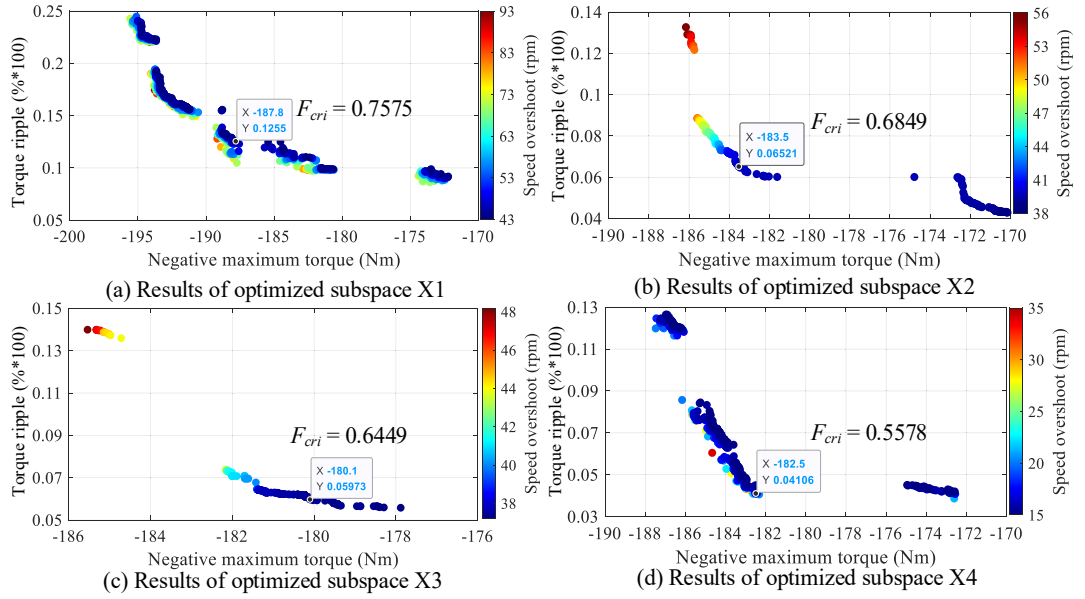 Torque ripple (%*100)
0.25
0.2
0.15
0.1
0.05
-200
-195
-190
-185
-180
-175
-170
Negative maximum torque (Nm)
X -187.8
Y 0.1255
F_cri = 0.7575
93
83
73
63
53
43
Speed overshoot (rpm)
(a) Results of optimized subspace X1
Torque ripple (%*100)
0.14
0.12
0.1
0.08
0.06
0.04
-190
-188
-186
-184
-182
-180
-178
-176
-174
-172
-170
Negative maximum torque (Nm)
X -183.5
Y 0.06521
F_cri = 0.6849
56
53
50
47
44
41
38
Speed overshoot (rpm)
(b) Results of optimized subspace X2
Torque ripple (%*100)
0.15
0.13
0.11
0.09
0.07
0.05
-186
-184
-182
-180
-178
-176
Negative maximum torque (Nm)
X -180.1
Y 0.05973
F_cri = 0.6449
48
46
44
42
40
38
Speed overshoot (rpm)
(c) Results of optimized subspace X3
Torque ripple (%*100)
0.13
0.11
0.09
0.07
0.05
0.03
-190
-188
-186
-184
-182
-180
-178
-176
-174
-172
-170
Negative maximum torque (Nm)
X -182.5
Y 0.04106
F_cri = 0.5578
35
30
25
20
15
Speed overshoot (rpm)
(d) Results of optimized subspace X4